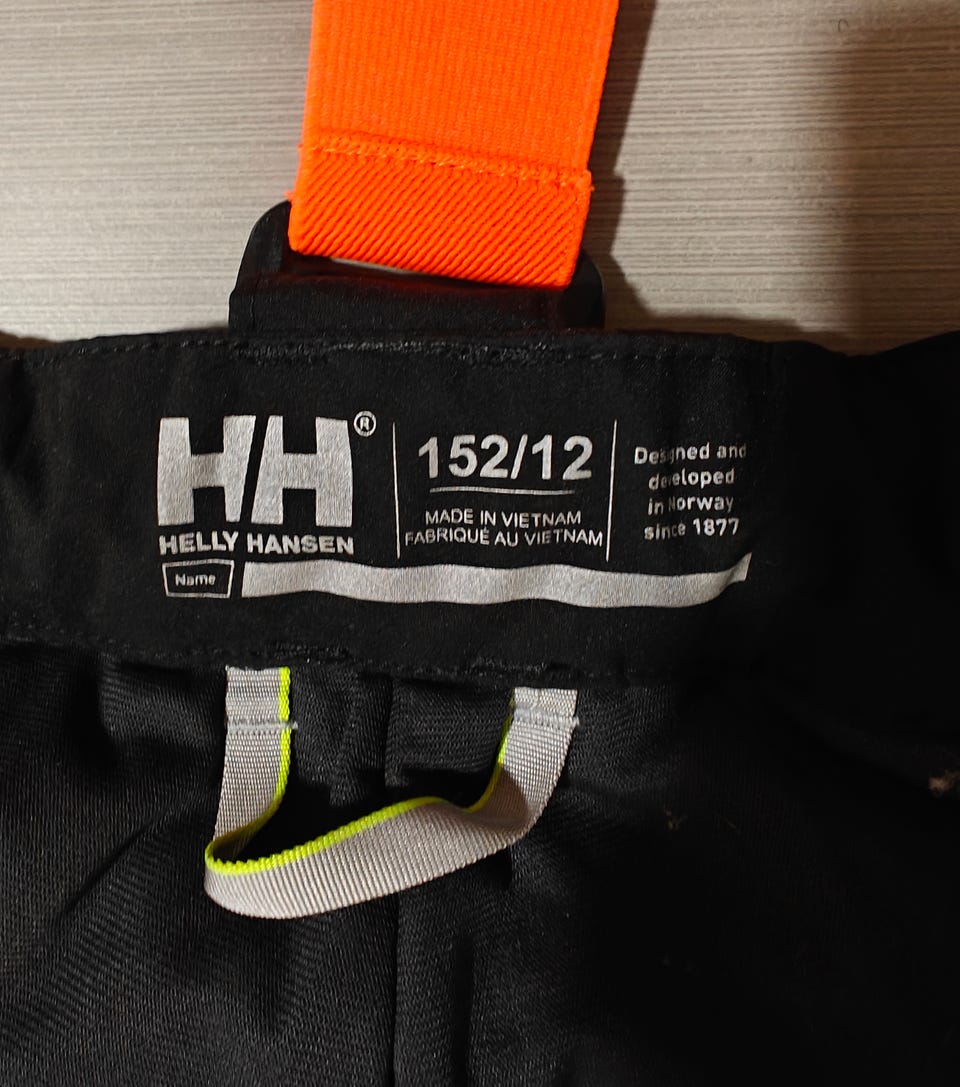 HH®
HELLY HANSEN
Name
152/12
MADE IN VIETNAM
FABRIQUÉ AU VIETNAM
Designed and
developed
in Norway
since 1877